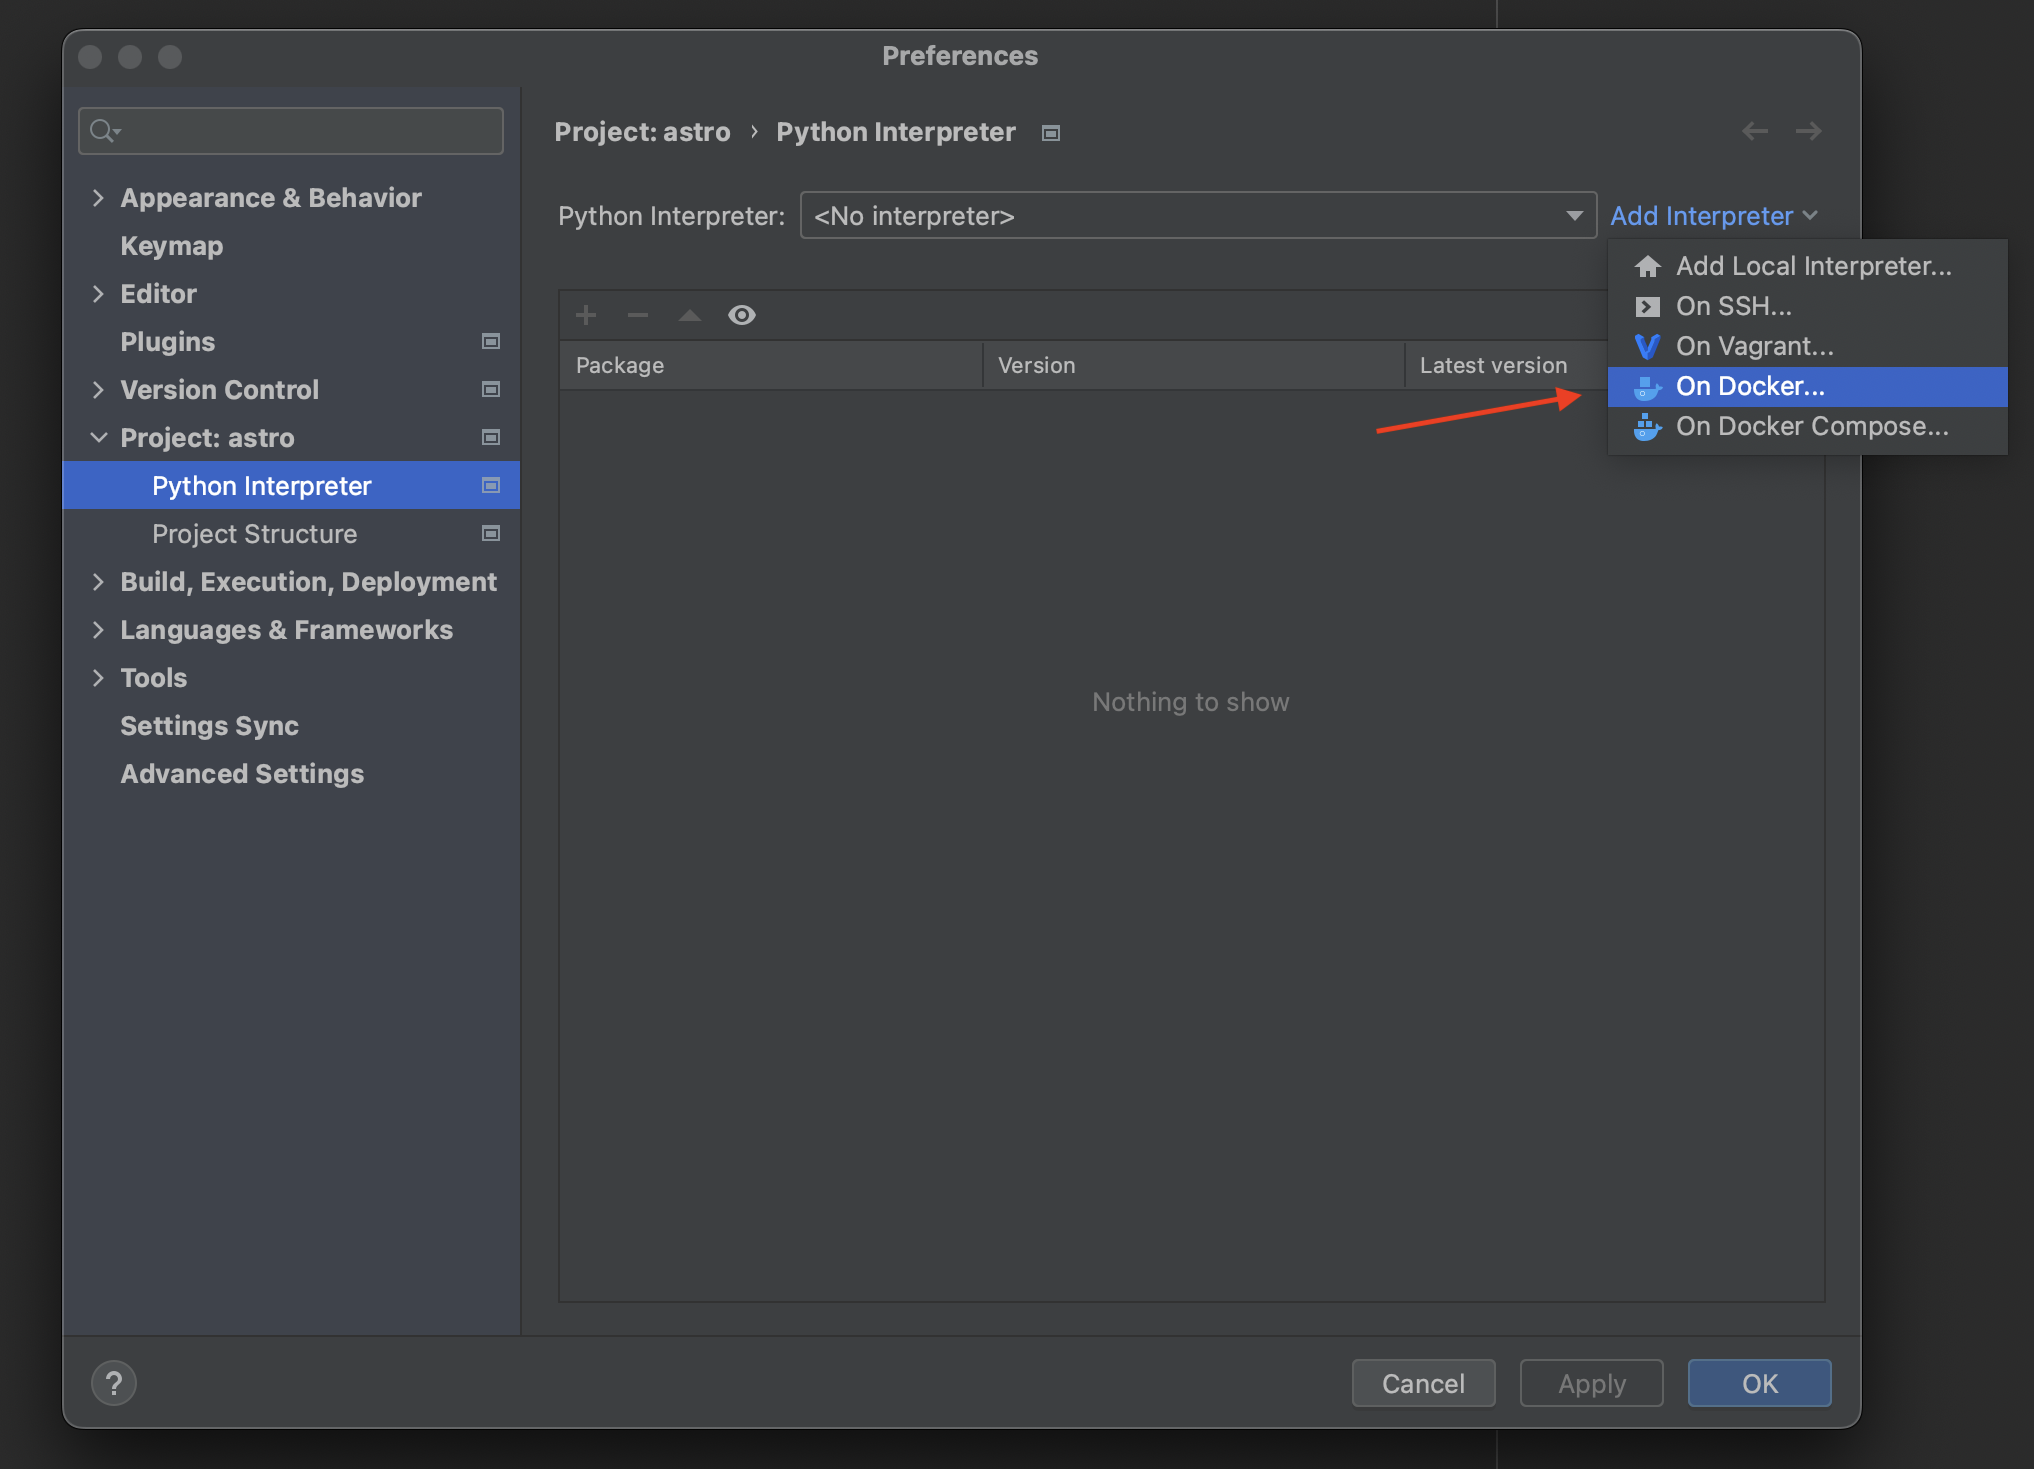 Preferences
Project: astro › Python Interpreter
Appearance & Behavior
Keymap
Editor
Plugins
Version Control
Project: astro
Python Interpreter
Project Structure
Build, Execution, Deployment
Languages & Frameworks
Tools
Settings Sync
Advanced Settings
Python Interpreter: <No interpreter> Add Interpreter
Add Local Interpreter...
On SSH...
On Vagrant...
On Docker...
On Docker Compose...
Package Version Latest version
Nothing to show
? Cancel Apply OK